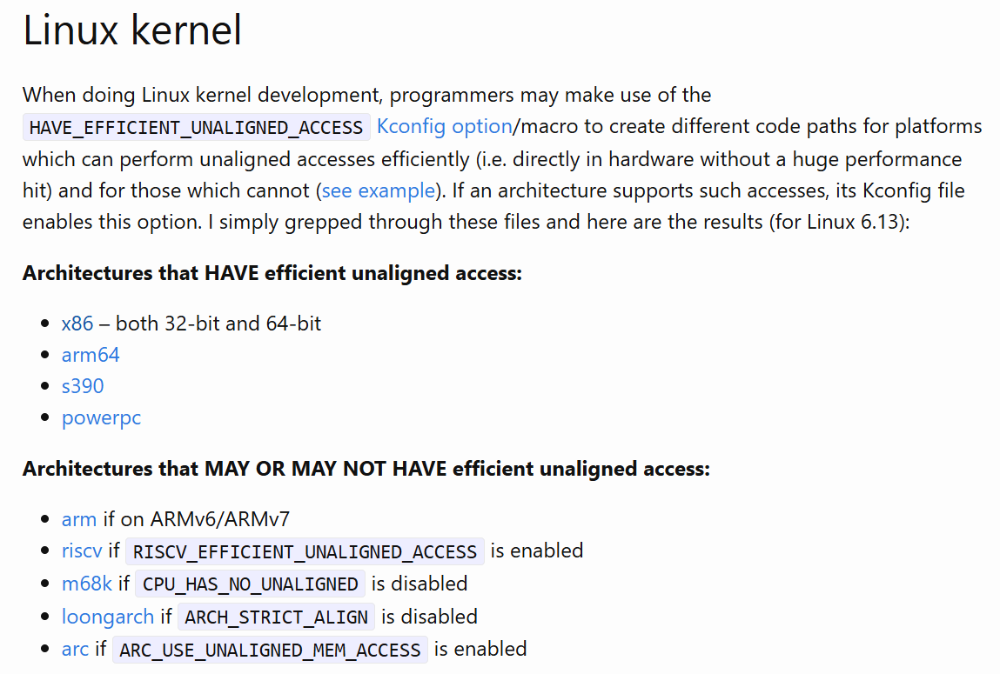 Linux kernel
When doing Linux kernel development, programmers may make use of the
HAVE_EFFICIENT_UNALIGNED_ACCESS Kconfig option/macro to create different code paths for platforms
which can perform unaligned accesses efficiently (i.e. directly in hardware without a huge performance
hit) and for those which cannot (see example). If an architecture supports such accesses, its Kconfig file
enables this option. I simply grepped through these files and here are the results (for Linux 6.13):
Architectures that HAVE efficient unaligned access:
• x86 – both 32-bit and 64-bit
• arm64
• s390
• powerpc
Architectures that MAY OR MAY NOT HAVE efficient unaligned access:
• arm if on ARMv6/ARMv7
• riscv if RISCV_EFFICIENT_UNALIGNED_ACCESS is enabled
• m68k if CPU_HAS_NO_UNALIGNED is disabled
• loongarch if ARCH_STRICT_ALIGN is disabled
• arc if ARC_USE_UNALIGNED_MEM_ACCESS is enabled